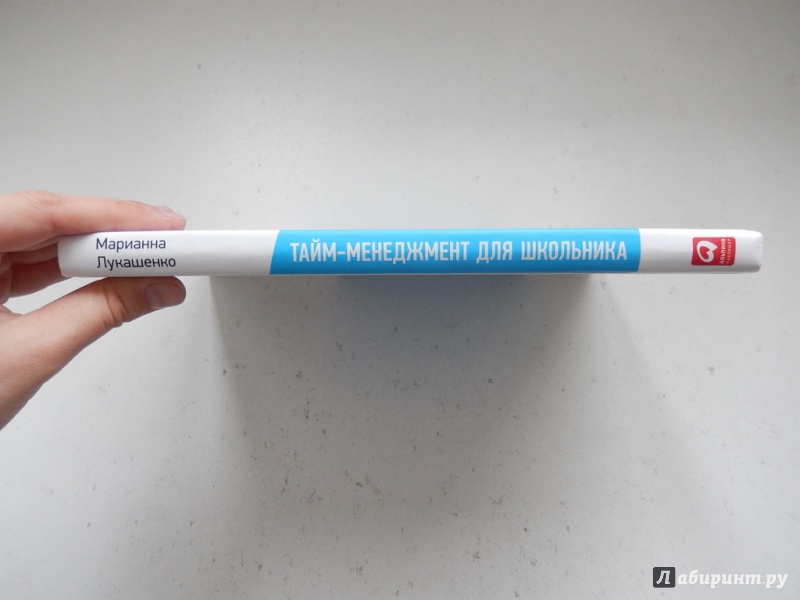 Марианна
Лукашенко
ТАЙМ-МЕНЕДЖМЕНТ ДЛЯ ШКОЛЬНИКА
Лабиринт.ру